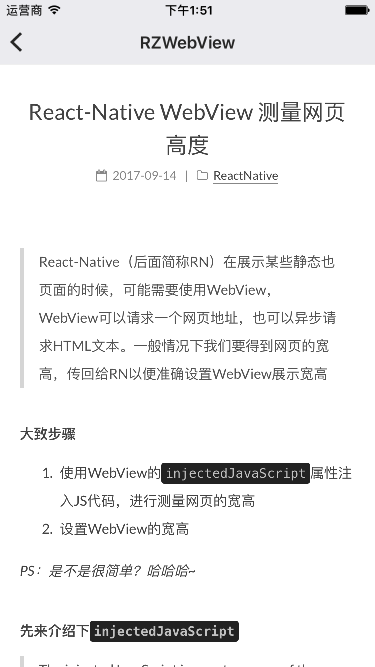 运营商 下午1:51
RZWebView
React-Native WebView 测量网页
高度
2017-09-14 | ReactNative
React-Native（后面简称RN）在展示某些静态也
页面的时候，可能需要使用WebView，
WebView可以请求一个网页地址，也可以异步请
求HTML文本。一般情况下我们要得到网页的宽
高，传回给RN以便准确设置WebView展示宽高
大致步骤
1. 使用WebView的injectedJavaScript属性注
入JS代码，进行测量网页的宽高
2. 设置WebView的宽高
PS：是不是很简单？哈哈哈~
先来介绍下injectedJavaScript